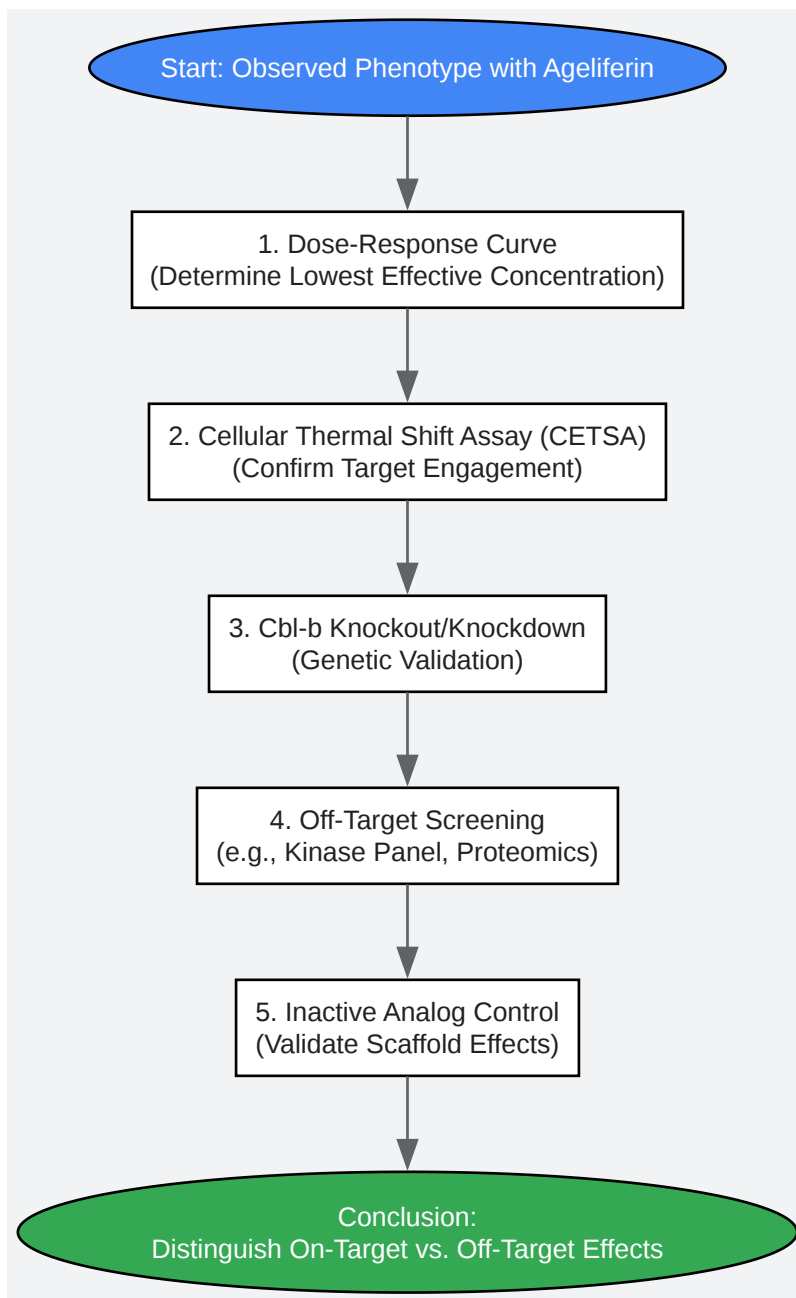 Start: Observed Phenotype with Ageliferin
1. Dose-Response Curve
(Determine Lowest Effective Concentration)
2. Cellular Thermal Shift Assay (CETSA)
(Confirm Target Engagement)
3. Cbl-b Knockout/Knockdown
(Genetic Validation)
4. Off-Target Screening
(e.g., Kinase Panel, Proteomics)
5. Inactive Analog Control
(Validate Scaffold Effects)
Conclusion:
Distinguish On-Target vs. Off-Target Effects